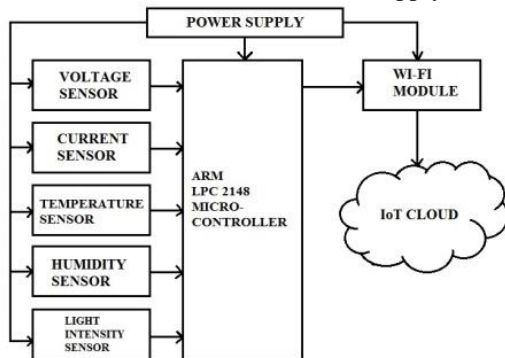 POWER SUPPLY
VOLTAGE
SENSOR
CURRENT
SENSOR
TEMPERATURE
SENSOR
HUMIDITY
SENSOR
LIGHT
INTENSITY
SENSOR
ARM
LPC 2148
MICRO-
CONTROLLER
WI-FI
MODULE
IoT CLOUD